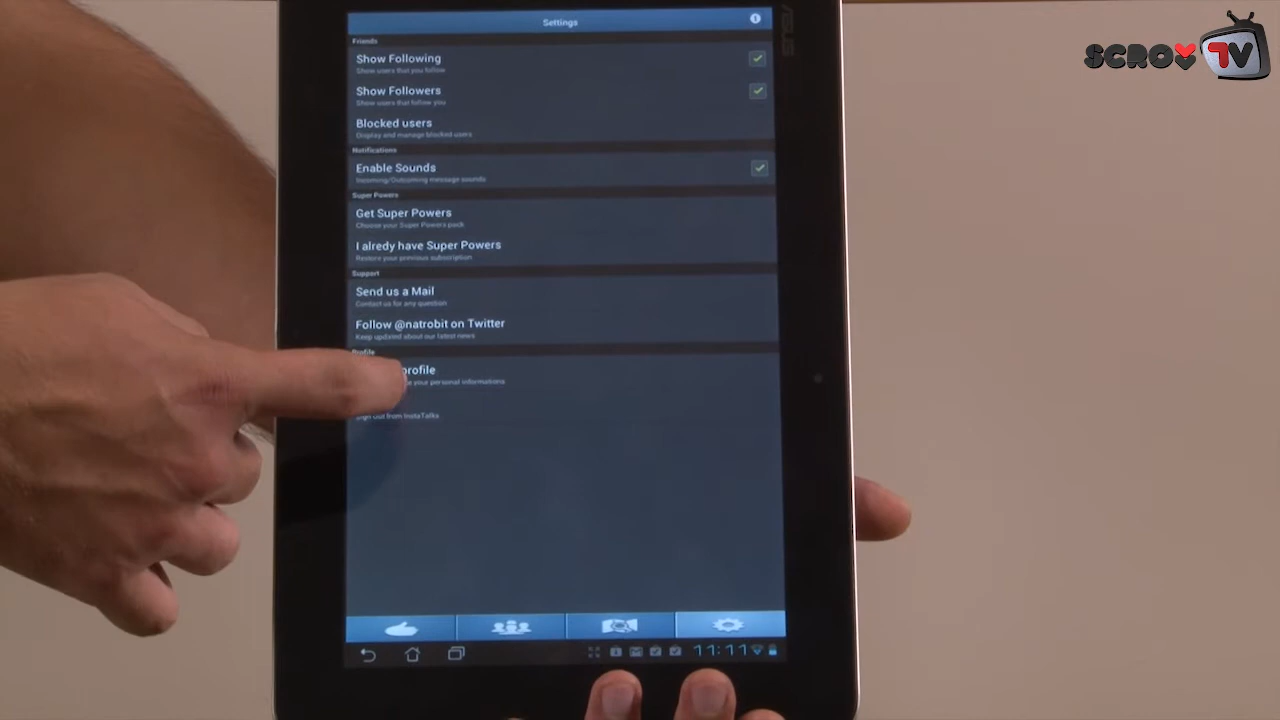 SCROLL TV
ASUS
Settings
Friends
Show Following
Show users that you follow
Show Followers
Show users that follow you
Blocked users
Display and manage blocked users
Notifications
Enable Sounds
Incoming/Outcoming message sounds
Super Powers
Get Super Powers
Choose your Super Powers pack
I alredy have Super Powers
Restore your previous subscription
Support
Send us a Mail
Contact us for any question
Follow @natrobit on Twitter
Keep updated about our latest news
Profile
profile
your personal informations
Sign Out from InstaTalks
11:11